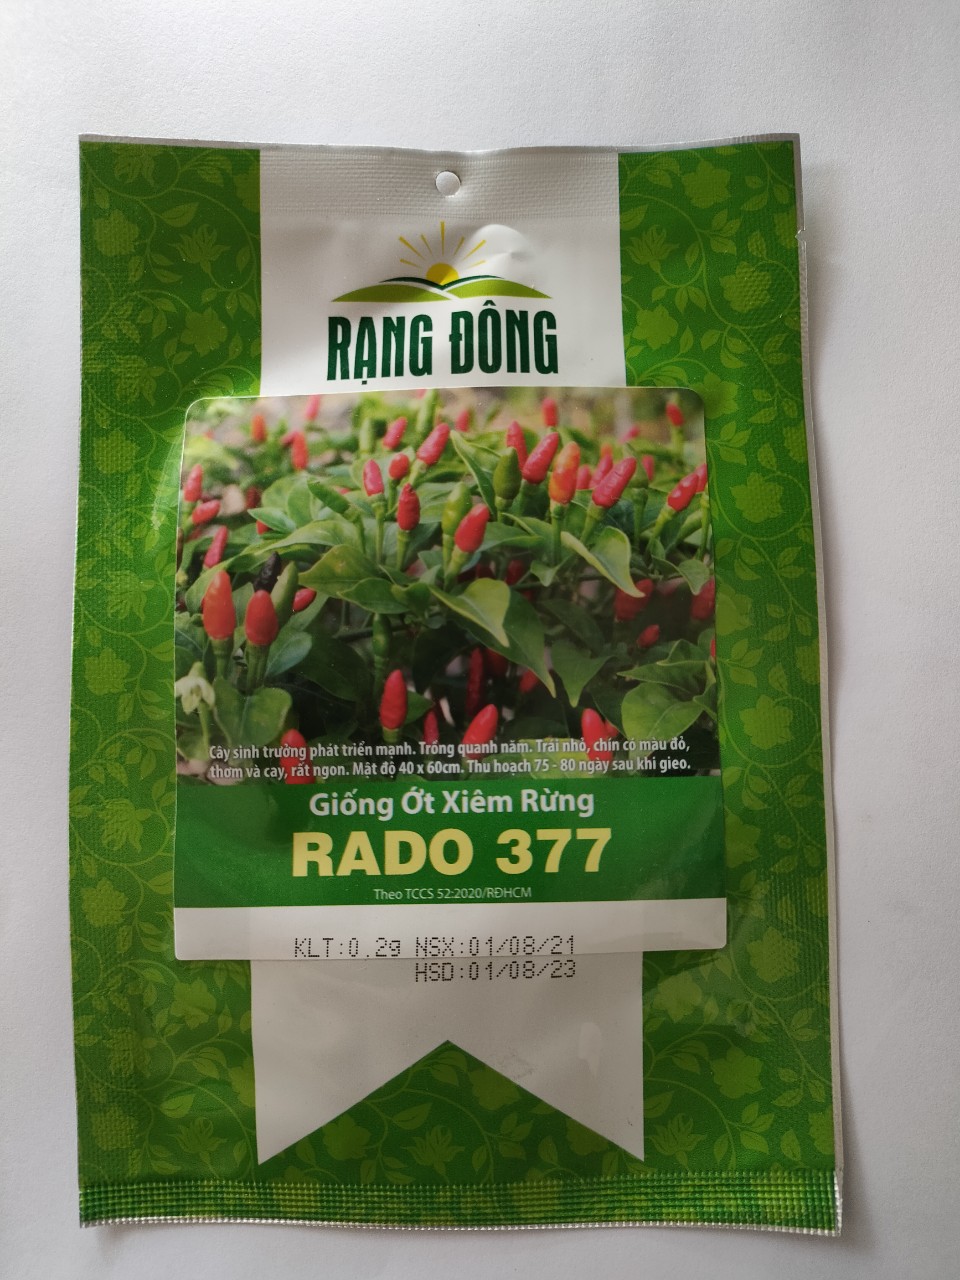 RẠNG ĐÔNG
Cây sinh trưởng phát triển mạnh. Trồng quanh năm. Trái nhỏ, chín có màu đỏ,
thơm và cay, rất ngon. Mật độ 40 x 60cm. Thu hoạch 75 - 80 ngày sau khi gieo.
Giống Ớt Xiêm Rừng
RADO 377
Theo TCCS 52:2020/RĐHCM
KLT:0.2g NSX:01/08/21
HSD:01/08/23